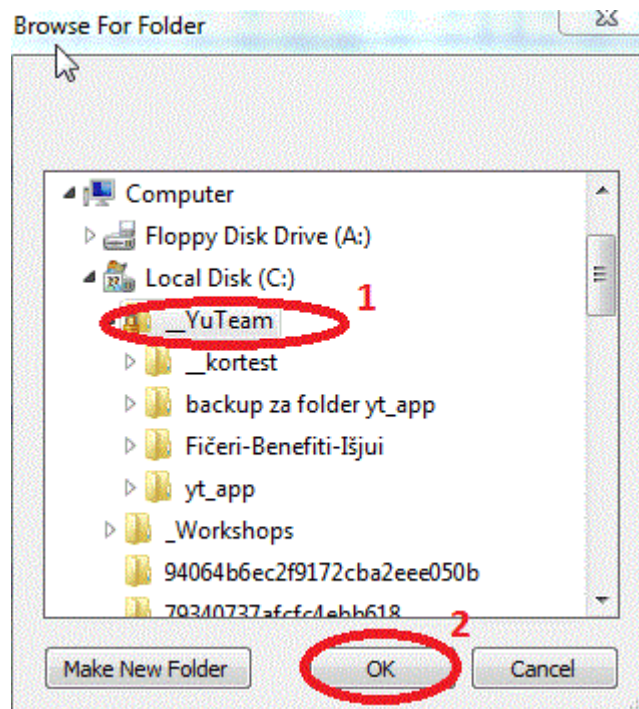 Browse For Folder
Computer
Floppy Disk Drive (A:)
Local Disk (C:)
1
__YuTeam
__kortest
backup za folder yt_app
Fičeri-Benefiti-Išjui
yt_app
_Workshops
94064b6ec2f9172cba2eee050b
79340737afcfc4ebb618
2
Make New Folder
OK
Cancel